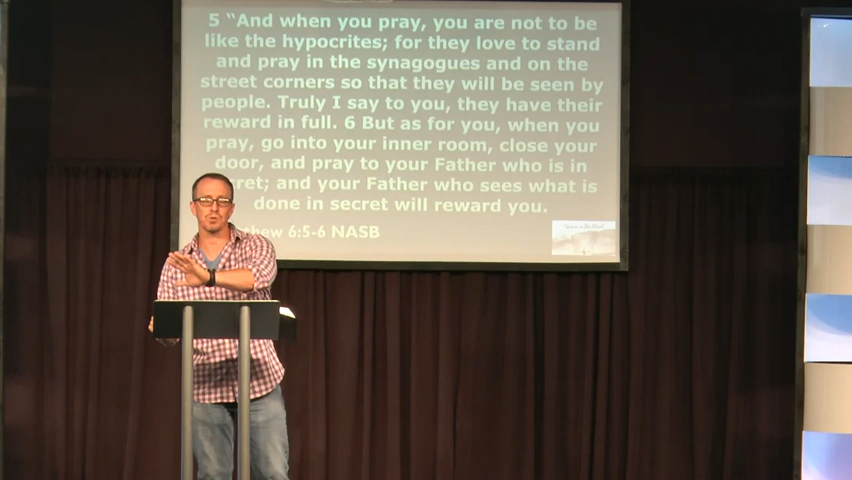 5 “And when you pray, you are not to be
like the hypocrites; for they love to stand
and pray in the synagogues and on the
street corners so that they will be seen by
people. Truly I say to you, they have their
reward in full. 6 But as for you, when you
pray, go into your inner room, close your
door, and pray to your Father who is in
ret; and your Father who sees what is
done in secret will reward you.
thew 6:5-6 NASB